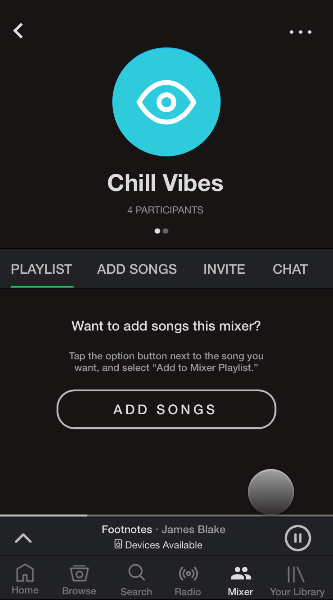 Chill Vibes
4 PARTICIPANTS
PLAYLIST ADD SONGS INVITE CHAT
Want to add songs this mixer?
Tap the option button next to the song you
want, and select “Add to Mixer Playlist.”
ADD SONGS
Footnotes · James Blake
Devices Available
Home Browse Search Radio Mixer Your Library